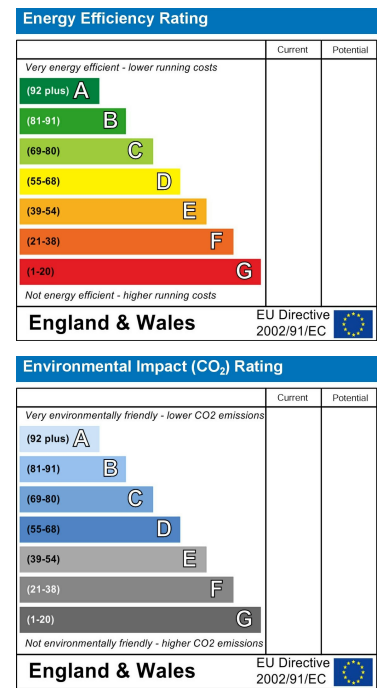 Energy Efficiency Rating
Current Potential
Very energy efficient - lower running costs
(92 plus) A
(81-91) B
(69-80) C
(55-68) D
(39-54) E
(21-38) F
(1-20) G
Not energy efficient - higher running costs
England & Wales
EU Directive
2002/91/EC
Environmental Impact (CO₂) Rating
Current Potential
Very environmentally friendly - lower CO2 emissions
(92 plus) A
(81-91) B
(69-80) C
(55-68) D
(39-54) E
(21-38) F
(1-20) G
Not environmentally friendly - higher CO2 emissions
England & Wales
EU Directive
2002/91/EC